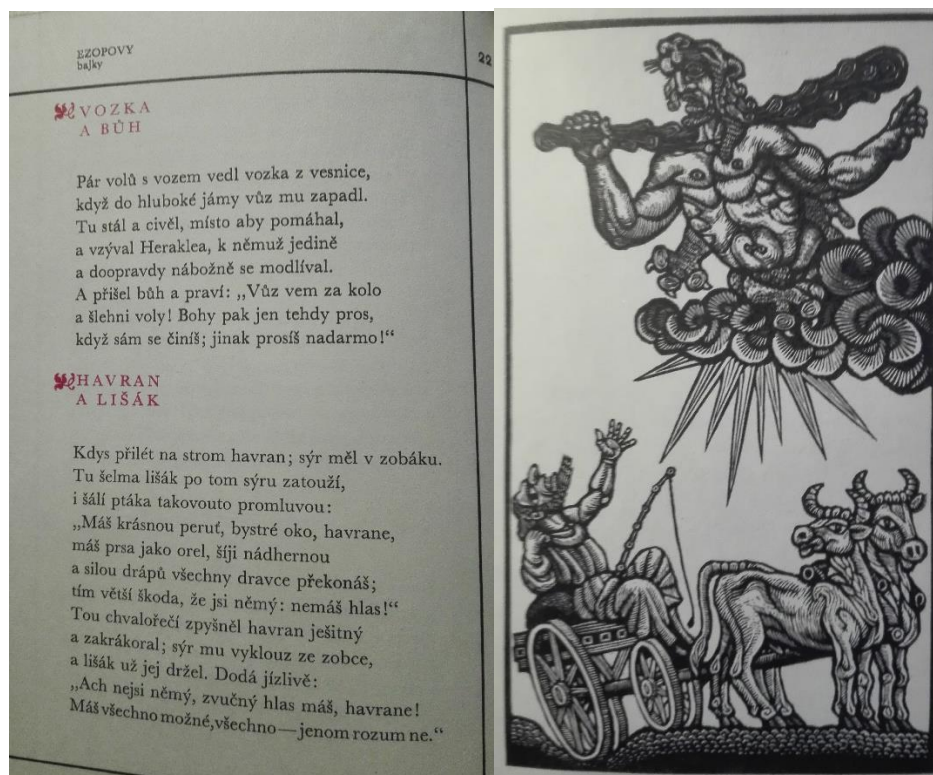 EZOPOVY
bajky
22
VOZKA
A BŮH
Pár volů s vozem vedl vozka z vesnice,
když do hluboké jámy vůz mu zapadl.
Tu stál a civěl, místo aby pomáhal,
a vzýval Heraklea, k němuž jedině
a doopravdy nábožně se modlíval.
A přišel bůh a praví: „Vůz vem za kolo
a šlehni voly! Bohy pak jen tehdy pros,
když sám se činíš; jinak prosíš nadarmo!“
HAVRAN
A LIŠÁK
Kdys přilét na strom havran; sýr měl v zobáku.
Tu šelma lišák po tom sýru zatouží,
i šálí ptáka takovouto promluvou:
„Máš krásnou peruť, bystré oko, havrane,
máš prsa jako orel, šíji nádhernou
a silou drápů všechny dravce překonáš;
tím větší škoda, že jsi němý: nemáš hlas!“
Tou chvalořečí zpyšněl havran ješitný
a zakrákoral; sýr mu vyklouz ze zobce,
a lišák už jej držel. Dodá jízlivě:
„Ach nejsi němý, zvučný hlas máš, havrane!
Máš všechno možné, všechno—jenom rozum ne.“